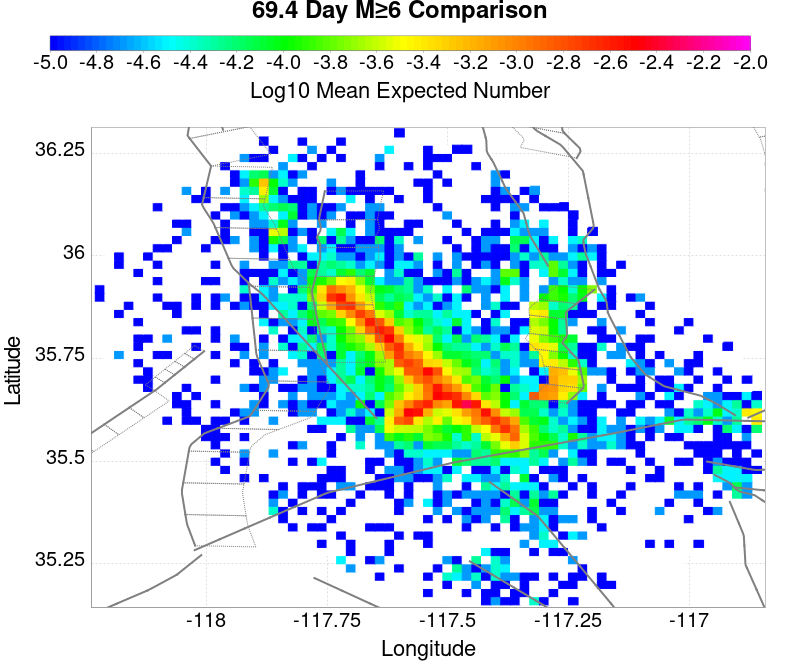 69.4 Day M≥6 Comparison
-5.0 -4.8 -4.6 -4.4 -4.2 -4.0 -3.8 -3.6 -3.4 -3.2 -3.0 -2.8 -2.6 -2.4 -2.2 -2.0
Log10 Mean Expected Number
36.25
36
35.75
35.5
35.25
Latitude
-118 -117.75 -117.5 -117.25 -117
Longitude